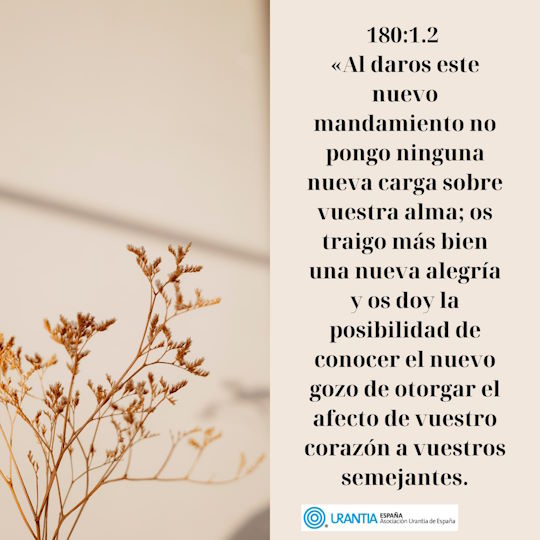 180:1.2
«Al daros este
nuevo
mandamiento no
pongo ninguna
nueva carga sobre
vuestra alma; os
traigo más bien
una nueva alegría
y os doy la
posibilidad de
conocer el nuevo
gozo de otorgar el
afecto de vuestro
corazón a vuestros
semejantes.
URANTIA ESPAÑA
Asociación Urantia de España